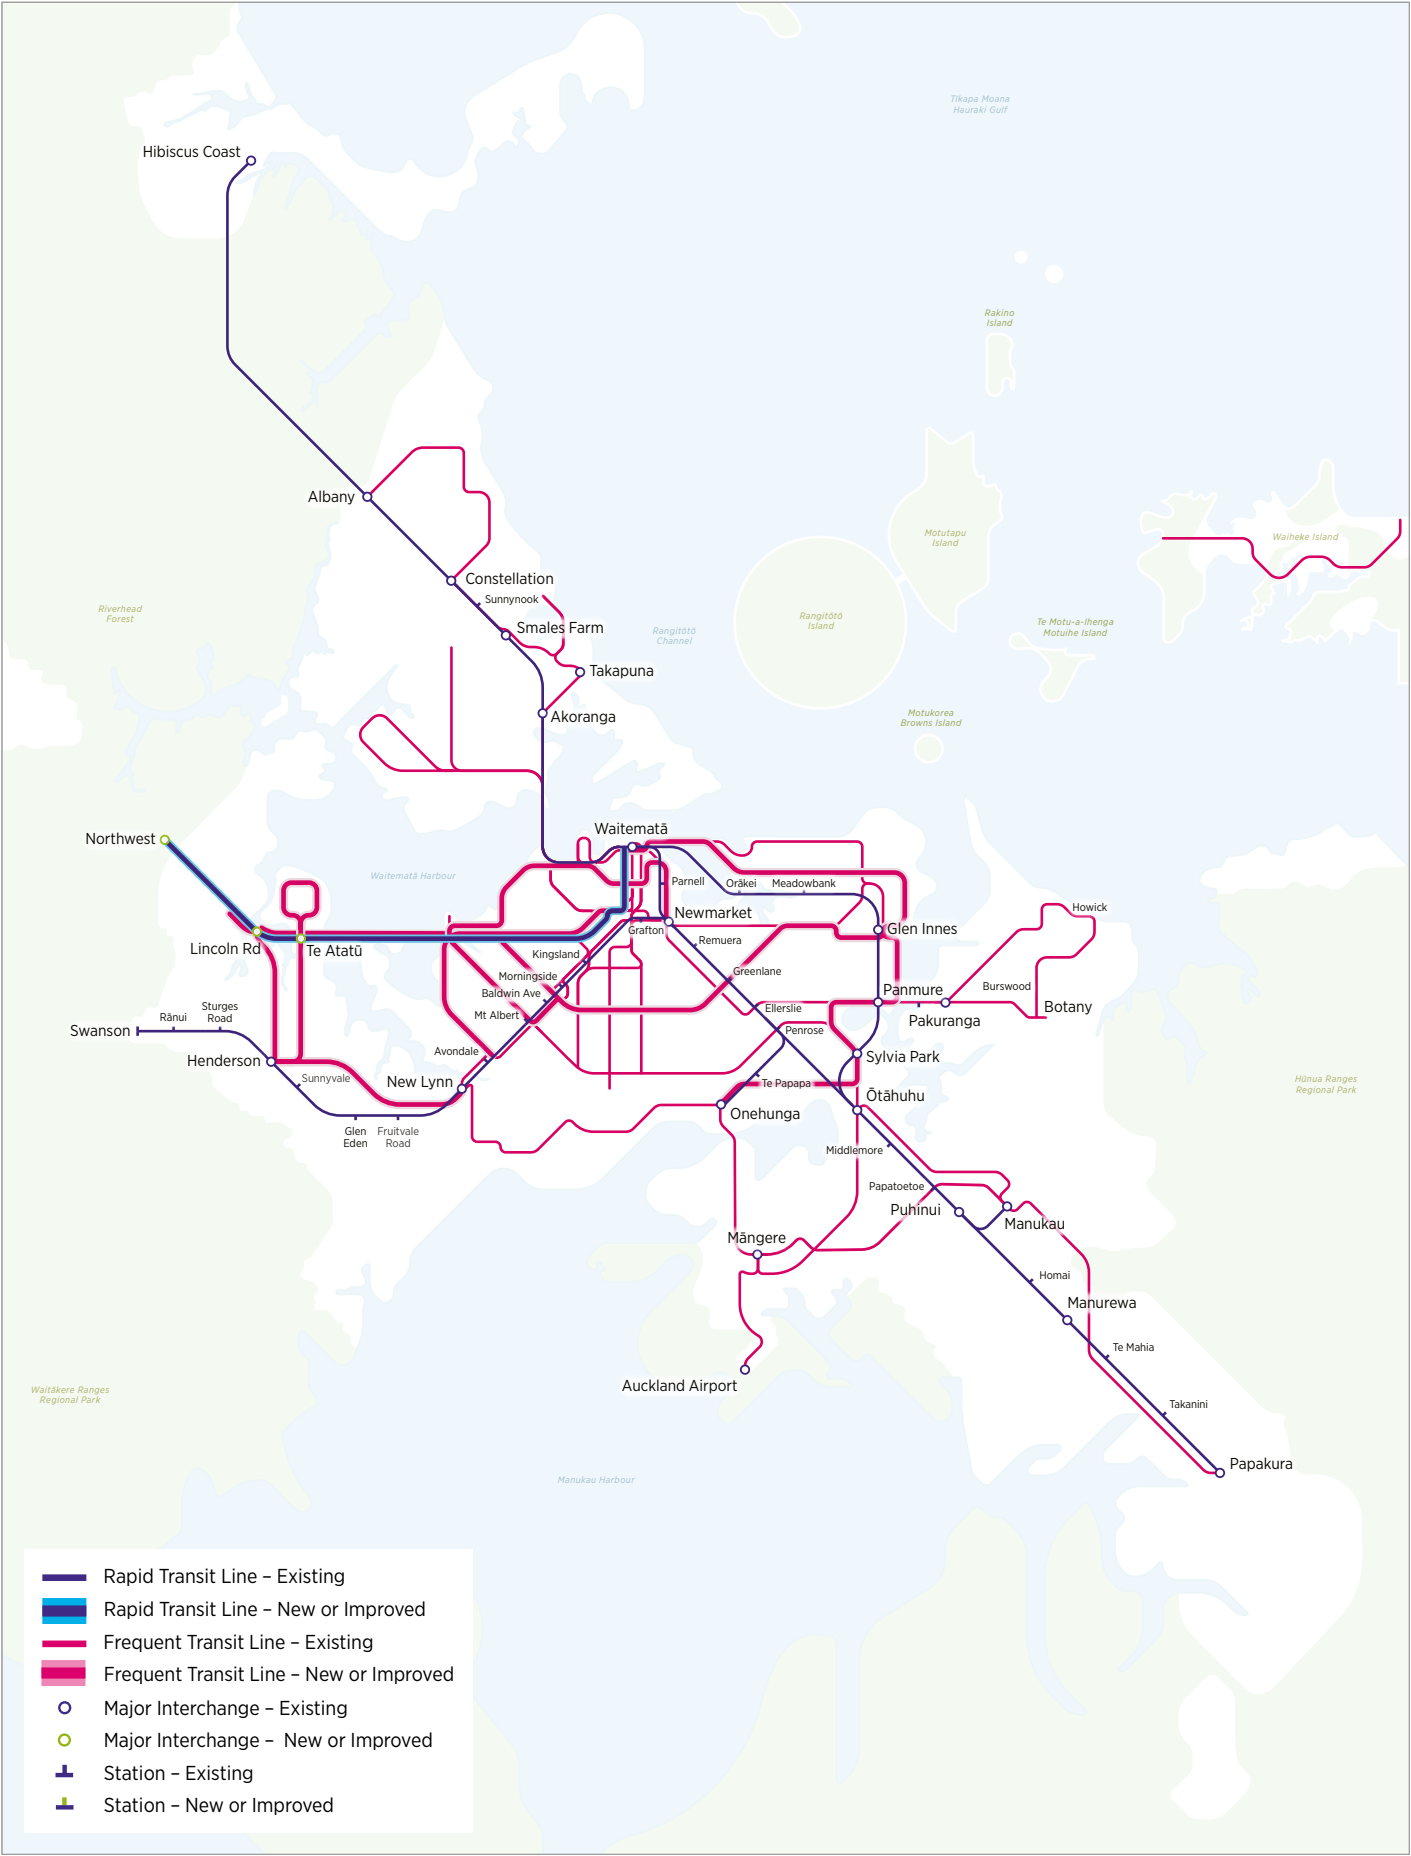 Tīkapa Moana
Hauraki Gulf
Hibiscus Coast
Rakino
Island
Albany
Motutapu
Island
Waiheke Island
Constellation
Sunnynook
Riverhead
Forest
Smales Farm
Rangitōtō
Channel
Rangitōtō
Island
Te Motu-a-Ihenga
Motuihe Island
Takapuna
Akoranga
Motukorea
Browns Island
Waitematā
Northwest
Waitematā Harbour
Parnell
Orākei
Meadowbank
Newmarket
Howick
Grafton
Glen Innes
Lincoln Rd
Te Atatū
Remuera
Kingsland
Greenlane
Morningside
Baldwin Ave
Panmure
Burswood
Sturges
Road
Rānui
Mt Albert
Ellerslie
Botany
Pakuranga
Swanson
Penrose
Avondale
Sylvia Park
Henderson
Sunnyvale
New Lynn
Te Papapa
Hūnua Ranges
Regional Park
Ōtāhuhu
Onehunga
Glen
Eden
Fruitvale
Road
Middlemore
Papatoetoe
Puhinui
Manukau
Māngere
Homai
Manurewa
Te Mahia
Auckland Airport
Waitākere Ranges
Regional Park
Takanini
Papakura
Manukau Harbour
Rapid Transit Line – Existing
Rapid Transit Line – New or Improved
Frequent Transit Line – Existing
Frequent Transit Line – New or Improved
Major Interchange – Existing
Major Interchange –  New or Improved
Station – Existing
Station – New or Improved